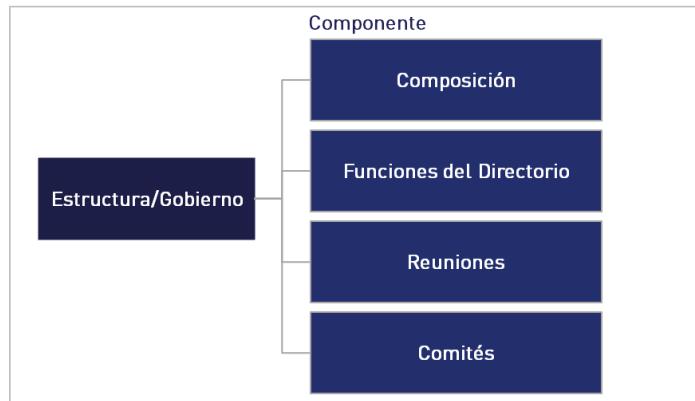 Componente
Composición
Funciones del Directorio
Estructura/Gobierno
Reuniones
Comités